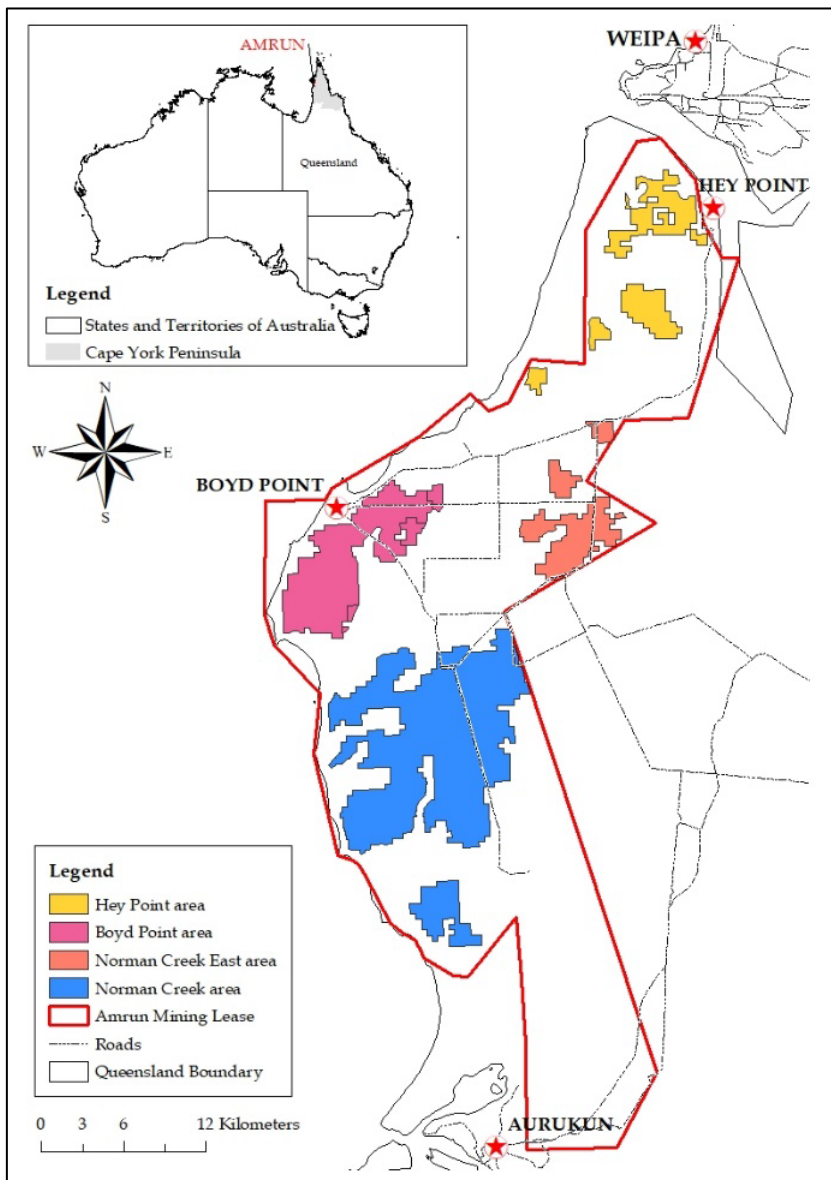 AMRUN
Queensland
Legend
States and Territories of Australia
Cape York Peninsula
WEIPA
HEY POINT
N
W E
S
BOYD POINT
Legend
Hey Point area
Boyd Point area
Norman Creek East area
Norman Creek area
Amrun Mining Lease
Roads
Queensland Boundary
0 3 6 12 Kilometers
AURUKUN